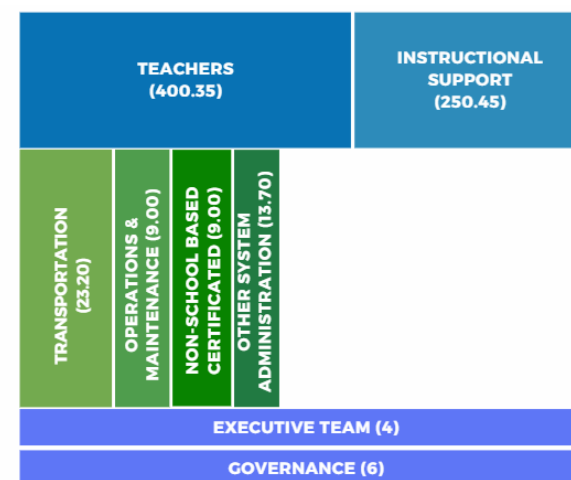 TEACHERS
(400.35)
INSTRUCTIONAL
SUPPORT
(250.45)
TRANSPORTATION
(23.20)
OPERATIONS &
MAINTENANCE (9.00)
NON-SCHOOL BASED
CERTIFICATED (9.00)
OTHER SYSTEM
ADMINISTRATION (13.70)
EXECUTIVE TEAM (4)
GOVERNANCE (6)